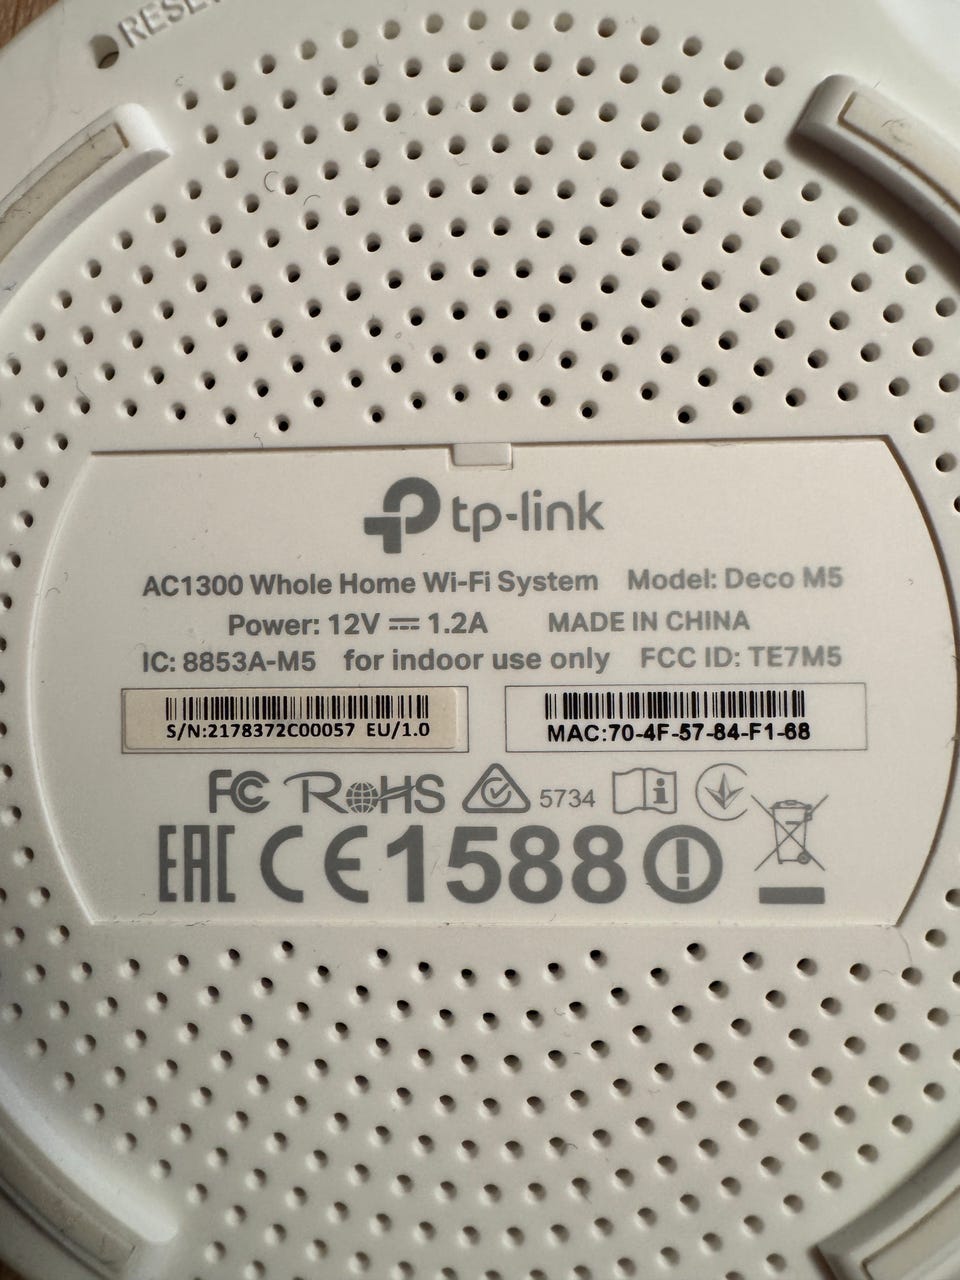 RESET
tp-link
AC1300 Whole Home Wi-Fi System Model: Deco M5
Power: 12V ⎓ 1.2A MADE IN CHINA
IC: 8853A-M5 for indoor use only FCC ID: TE7M5
S/N:2178372C00057 EU/1.0
MAC:70-4F-57-84-F1-68
FC RoHS 5734
EAC CE1588